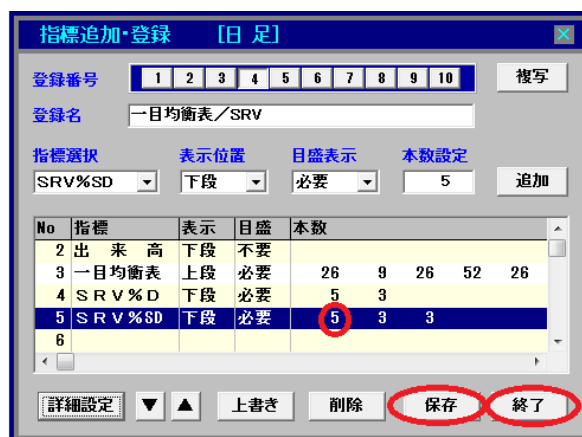 指標追加・登録　[日 足]
登録番号 1 2 3 4 5 6 7 8 9 10 複写
登録名 一目均衡表／SRV
指標選択 表示位置 目盛表示 本数設定
SRV%SD 下段 必要 5 追加
No 指標 表示 目盛 本数
2 出 来 高 下段 不要
3 一目均衡表 上段 必要 26 9 26 52 26
4 ＳＲＶ％Ｄ 下段 必要 5 3
5 ＳＲＶ％SD 下段 必要 5 3 3
6
詳細設定 ▼ ▲ 上書き 削除 保存 終了